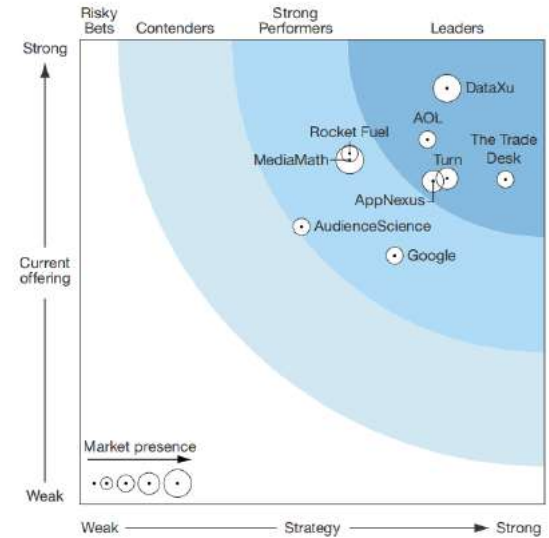 Risky
Bets
Contenders
Strong
Performers
Leaders
Strong
DataXu
AOL
Rocket Fuel
The Trade
Desk
MediaMath
Turn
AppNexus
AudienceScience
Google
Current
offering
Market presence
Weak
Weak
Strategy
Strong